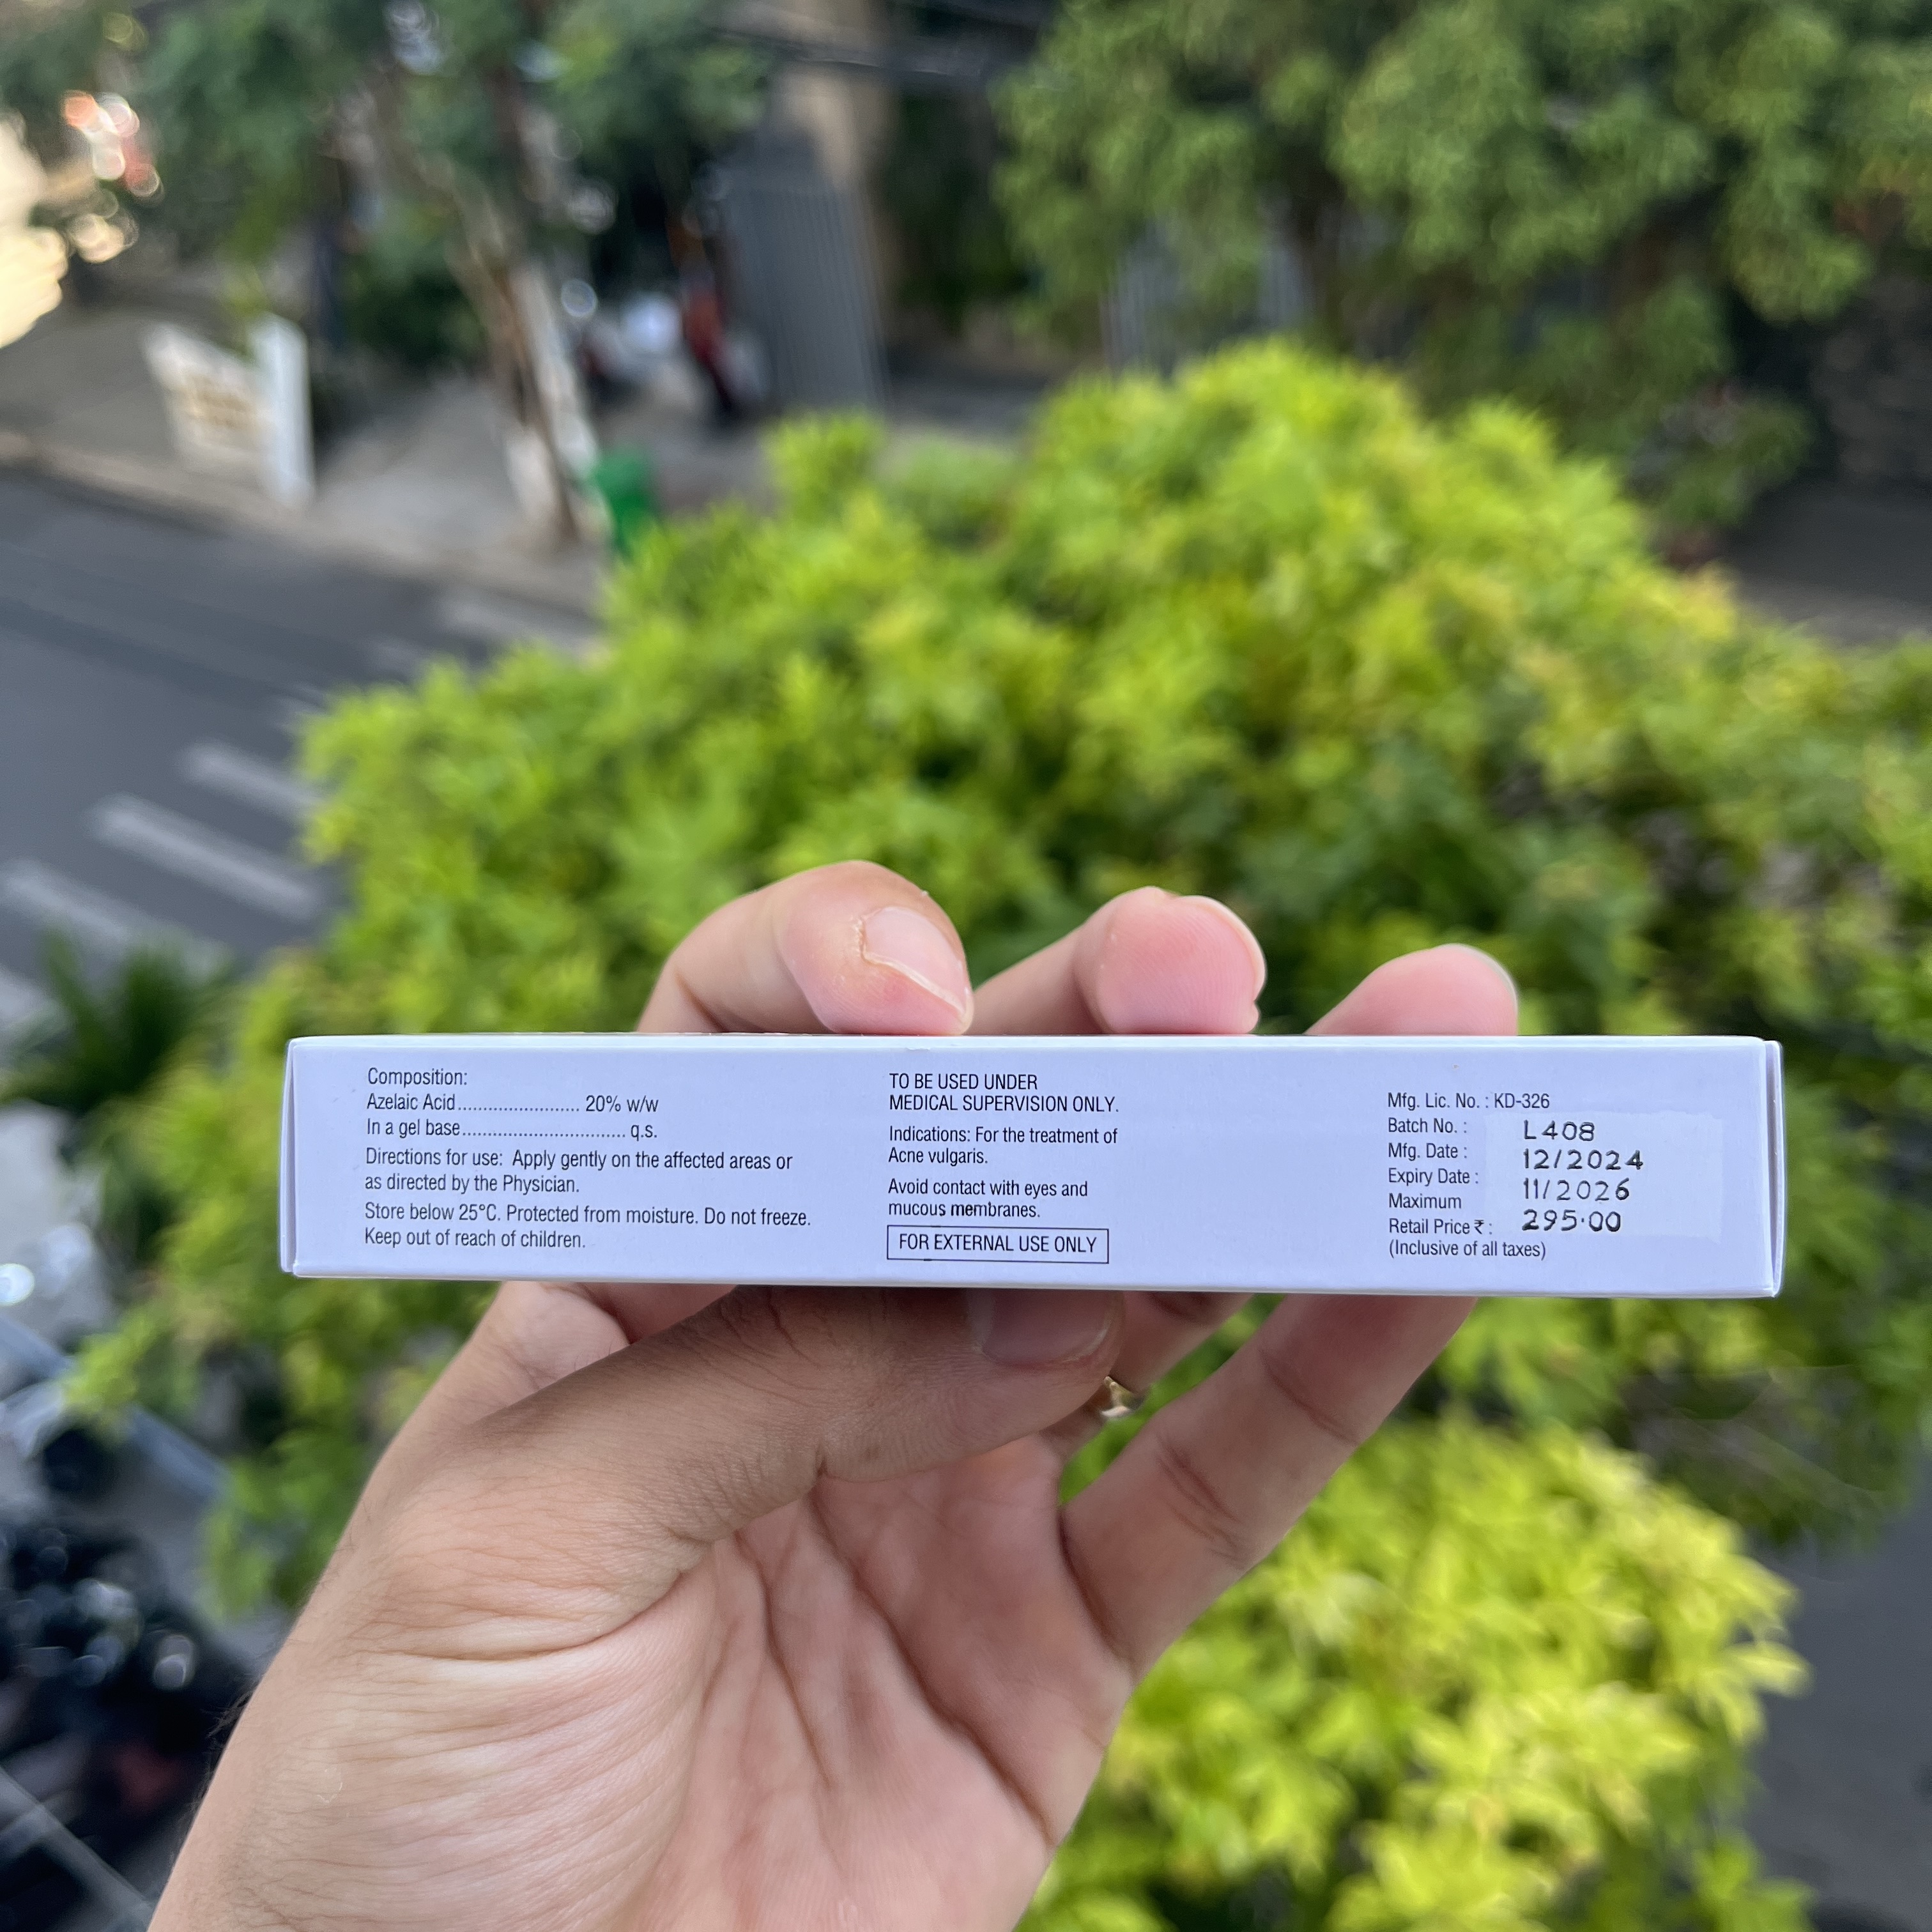 Composition:
Azelaic Acid........................ 20% w/w
In a gel base................................ q.s.
Directions for use: Apply gently on the affected areas or
as directed by the Physician.
Store below 25°C. Protected from moisture. Do not freeze.
Keep out of reach of children.
TO BE USED UNDER
MEDICAL SUPERVISION ONLY.
Indications: For the treatment of
Acne vulgaris.
Avoid contact with eyes and
mucous membranes.
FOR EXTERNAL USE ONLY
Mfg. Lic. No. : KD-326
Batch No. : L408
Mfg. Date : 12/2024
Expiry Date : 11/2026
Maximum
Retail Price ₹ : 295.00
(Inclusive of all taxes)